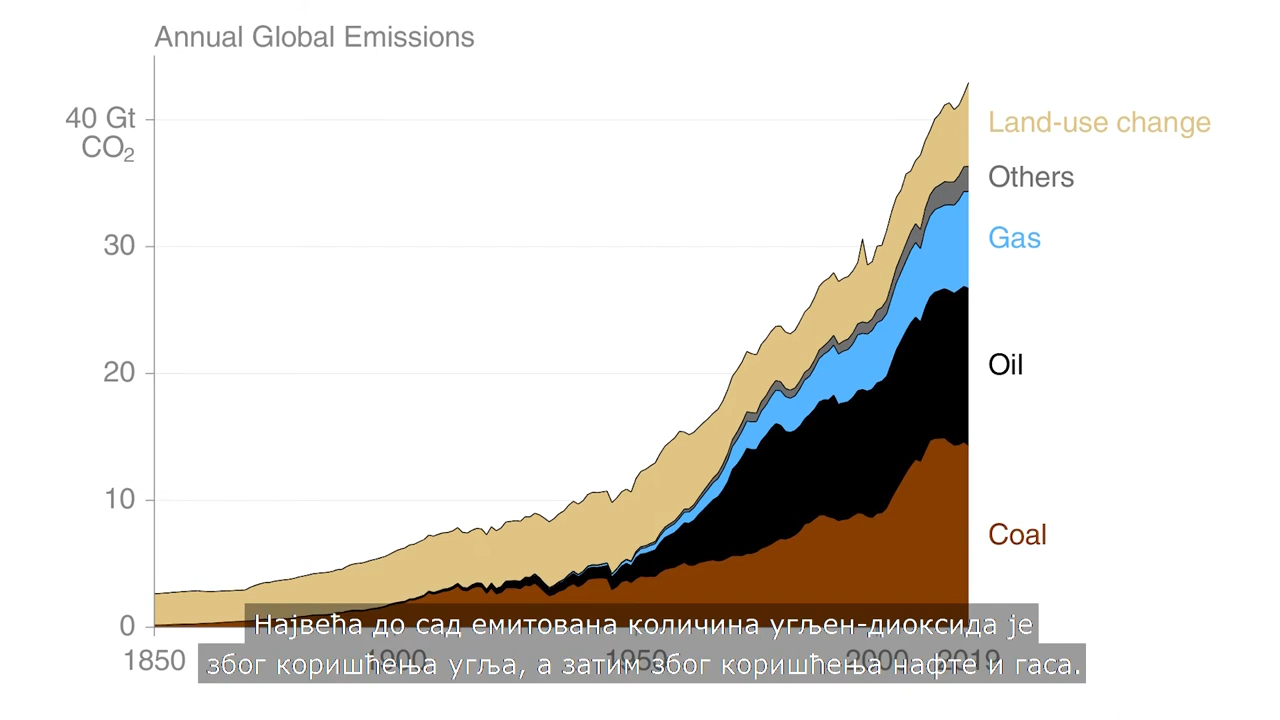 Annual Global Emissions
40 Gt
CO₂
30
20
10
0
Land-use change
Others
Gas
Oil
Coal
1850 1900 1950 2000 2019
Највећа до сад емитована количина угљен-диоксида је
због коришћења угља, а затим због коришћења нафте и гаса.